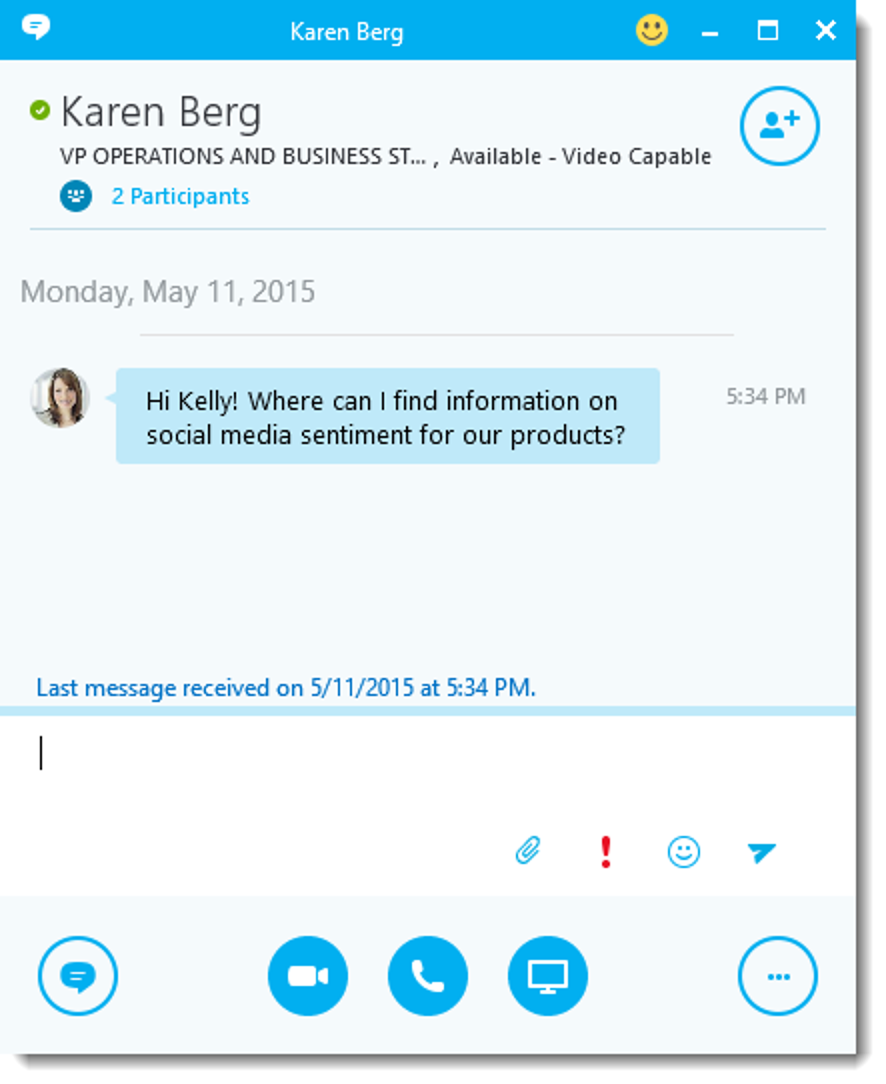 Karen Berg
Karen Berg
VP OPERATIONS AND BUSINESS ST... , Available - Video Capable
2 Participants
Monday, May 11, 2015
Hi Kelly! Where can I find information on
social media sentiment for our products?
5:34 PM
Last message received on 5/11/2015 at 5:34 PM.